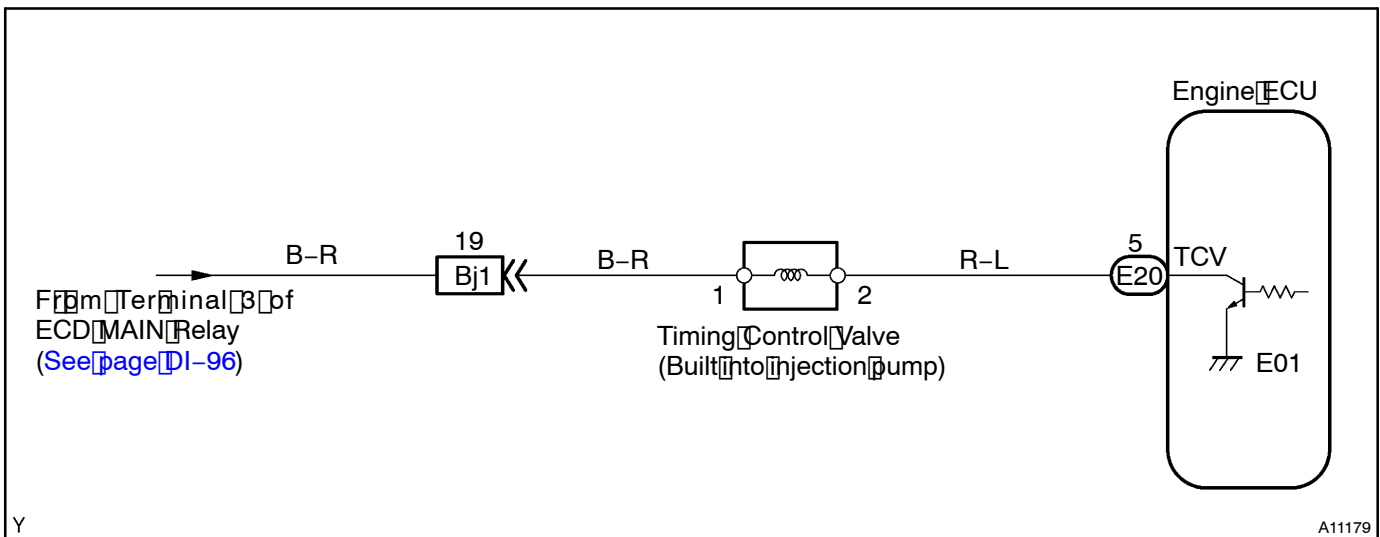 Engine ECU
19
5
B–R
B–R
R–L
TCV
Bj1
E20
1
2
From Terminal 3 of
ECD MAIN Relay
(See page DI–96)
Timing Control Valve
(Built into injection pump)
E01
Y
A11179